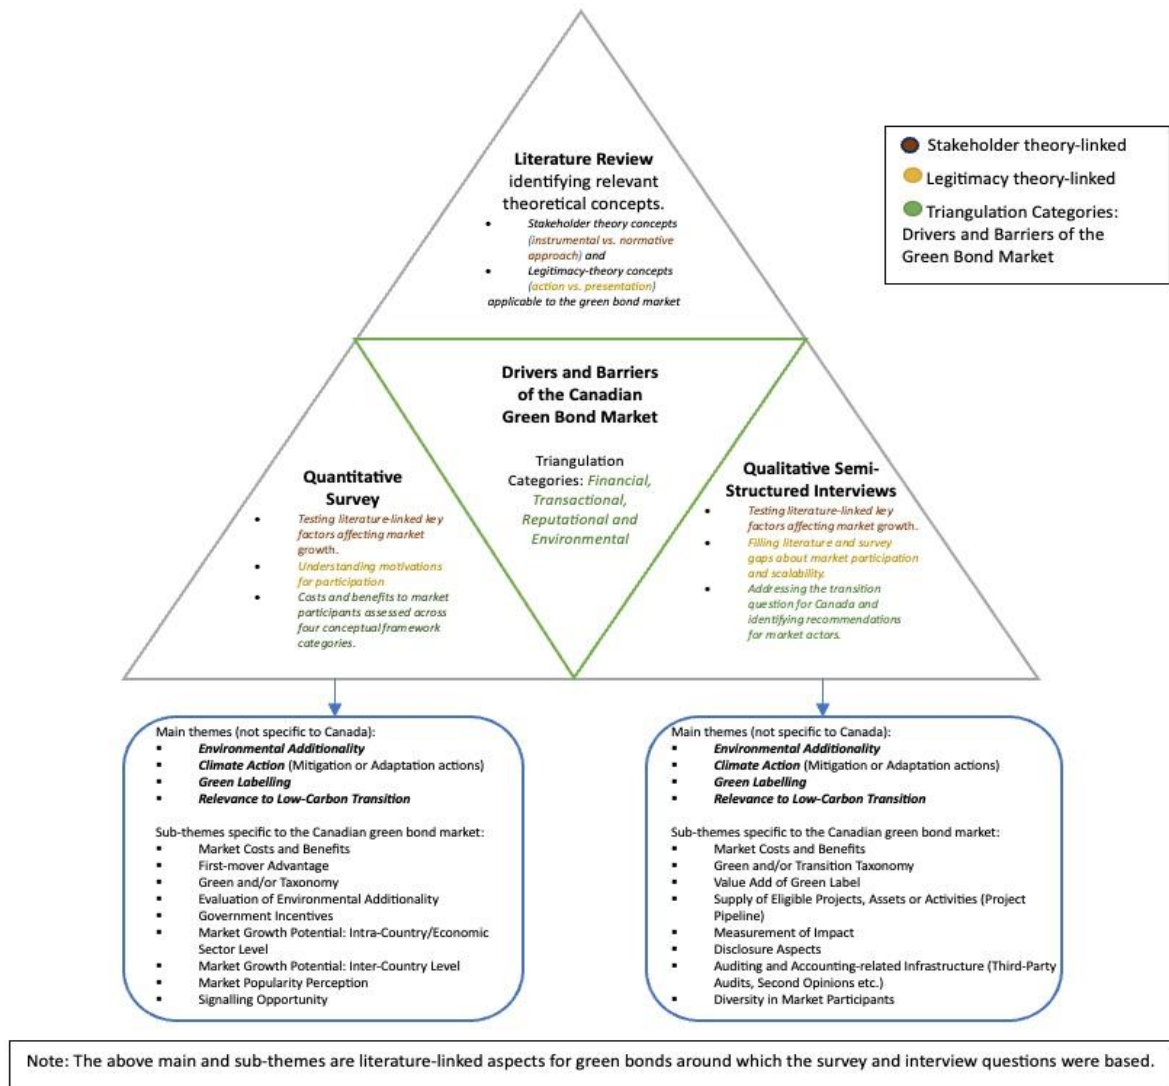 Literature Review
identifying relevant
theoretical concepts.
• Stakeholder theory concepts
(instrumental vs. normative
approach) and
• Legitimacy-theory concepts
(action vs. presentation)
applicable to the green bond market
Stakeholder theory-linked
Legitimacy theory-linked
Triangulation Categories:
Drivers and Barriers of the
Green Bond Market
Drivers and Barriers
of the Canadian
Green Bond Market
Triangulation
Categories: Financial,
Transactional,
Reputational and
Environmental
Quantitative
Survey
• Testing literature-linked key
factors affecting market
growth.
• Understanding motivations
for participation
• Costs and benefits to market
participants assessed across
four conceptual framework
categories.
Qualitative Semi-
Structured Interviews
• Testing literature-linked key
factors affecting market growth.
• Filling literature and survey
gaps about market participation
and scalability.
• Addressing the transition
question for Canada and
identifying recommendations
for market actors.
Main themes (not specific to Canada):
▪ Environmental Additionality
▪ Climate Action (Mitigation or Adaptation actions)
▪ Green Labelling
▪ Relevance to Low-Carbon Transition
Sub-themes specific to the Canadian green bond market:
▪ Market Costs and Benefits
▪ First-mover Advantage
▪ Green and/or Taxonomy
▪ Evaluation of Environmental Additionality
▪ Government Incentives
▪ Market Growth Potential: Intra-Country/Economic
Sector Level
▪ Market Growth Potential: Inter-Country Level
▪ Market Popularity Perception
▪ Signalling Opportunity
Main themes (not specific to Canada):
▪ Environmental Additionality
▪ Climate Action (Mitigation or Adaptation actions)
▪ Green Labelling
▪ Relevance to Low-Carbon Transition
Sub-themes specific to the Canadian green bond market:
▪ Market Costs and Benefits
▪ Green and/or Transition Taxonomy
▪ Value Add of Green Label
▪ Supply of Eligible Projects, Assets or Activities (Project
Pipeline)
▪ Measurement of Impact
▪ Disclosure Aspects
▪ Auditing and Accounting-related Infrastructure (Third-Party
Audits, Second Opinions etc.)
▪ Diversity in Market Participants
Note: The above main and sub-themes are literature-linked aspects for green bonds around which the survey and interview questions were based.